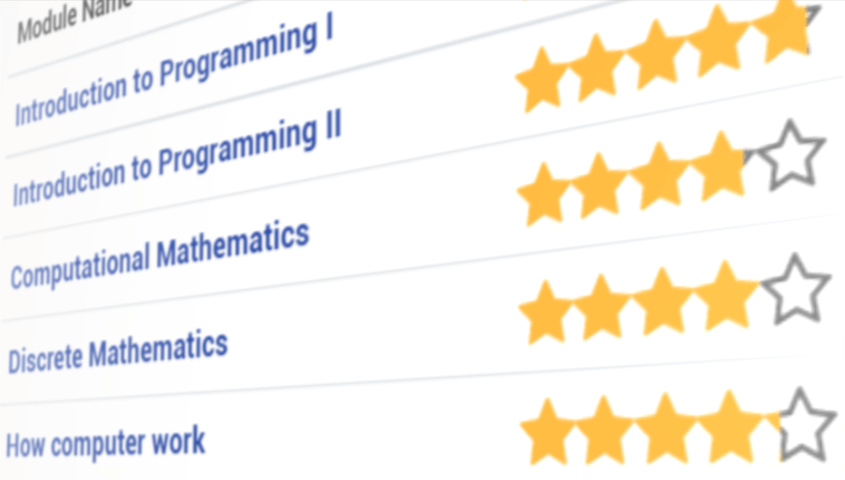 Module Name
Introduction to Programming I
Introduction to Programming II
Computational Mathematics
Discrete Mathematics
How computer work